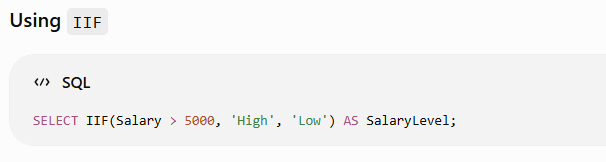 Using IIF
</> SQL
SELECT IIF(Salary > 5000, 'High', 'Low') AS SalaryLevel;